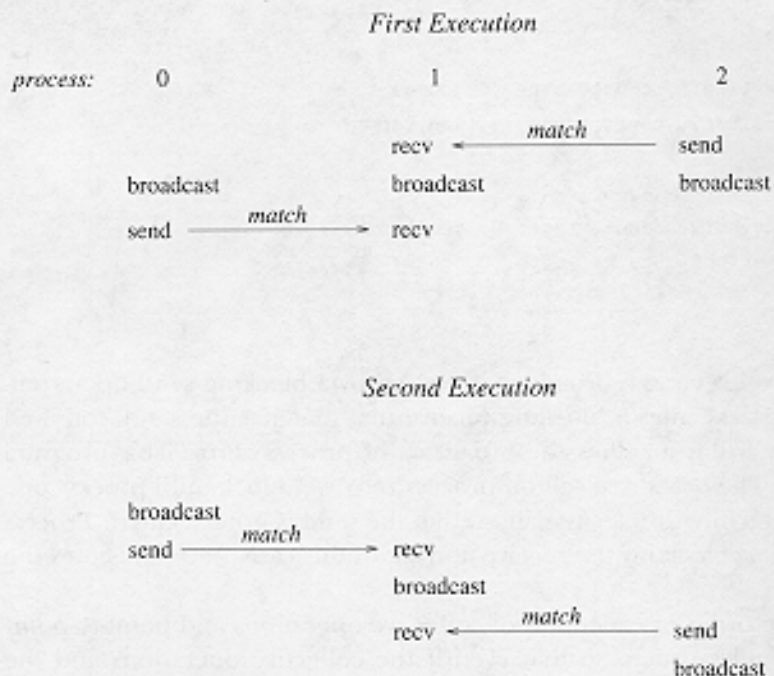 First Execution
process: 0 1 2
match
recv send
broadcast broadcast broadcast
match
send recv
Second Execution
broadcast
match
send recv
broadcast
match
recv send
broadcast